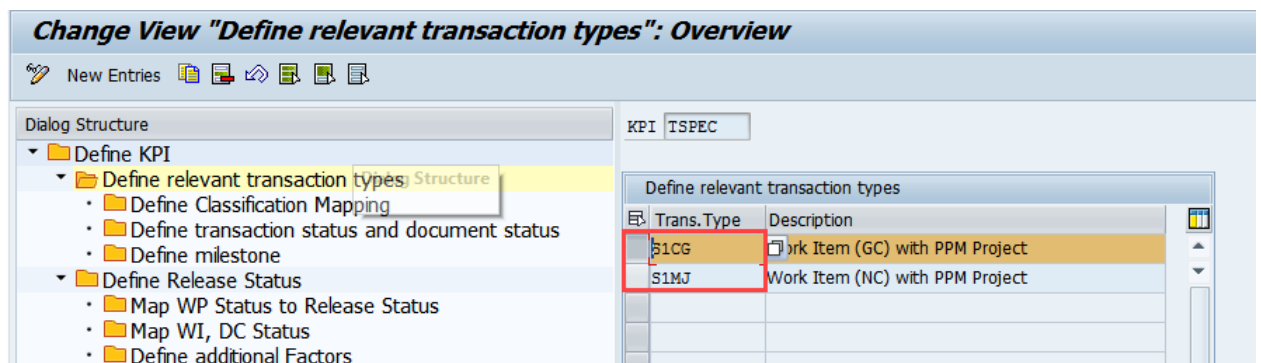 Change View "Define relevant transaction types": Overview
New Entries
Dialog Structure
Define KPI
Define relevant transaction types
Dialog Structure
Define Classification Mapping
Define transaction status and document status
Define milestone
Define Release Status
Map WP Status to Release Status
Map WI, DC Status
Define additional Factors
KPI TSPEC
Define relevant transaction types
Trans.Type Description
S1CG ork Item (GC) with PPM Project
S1MJ Work Item (NC) with PPM Project